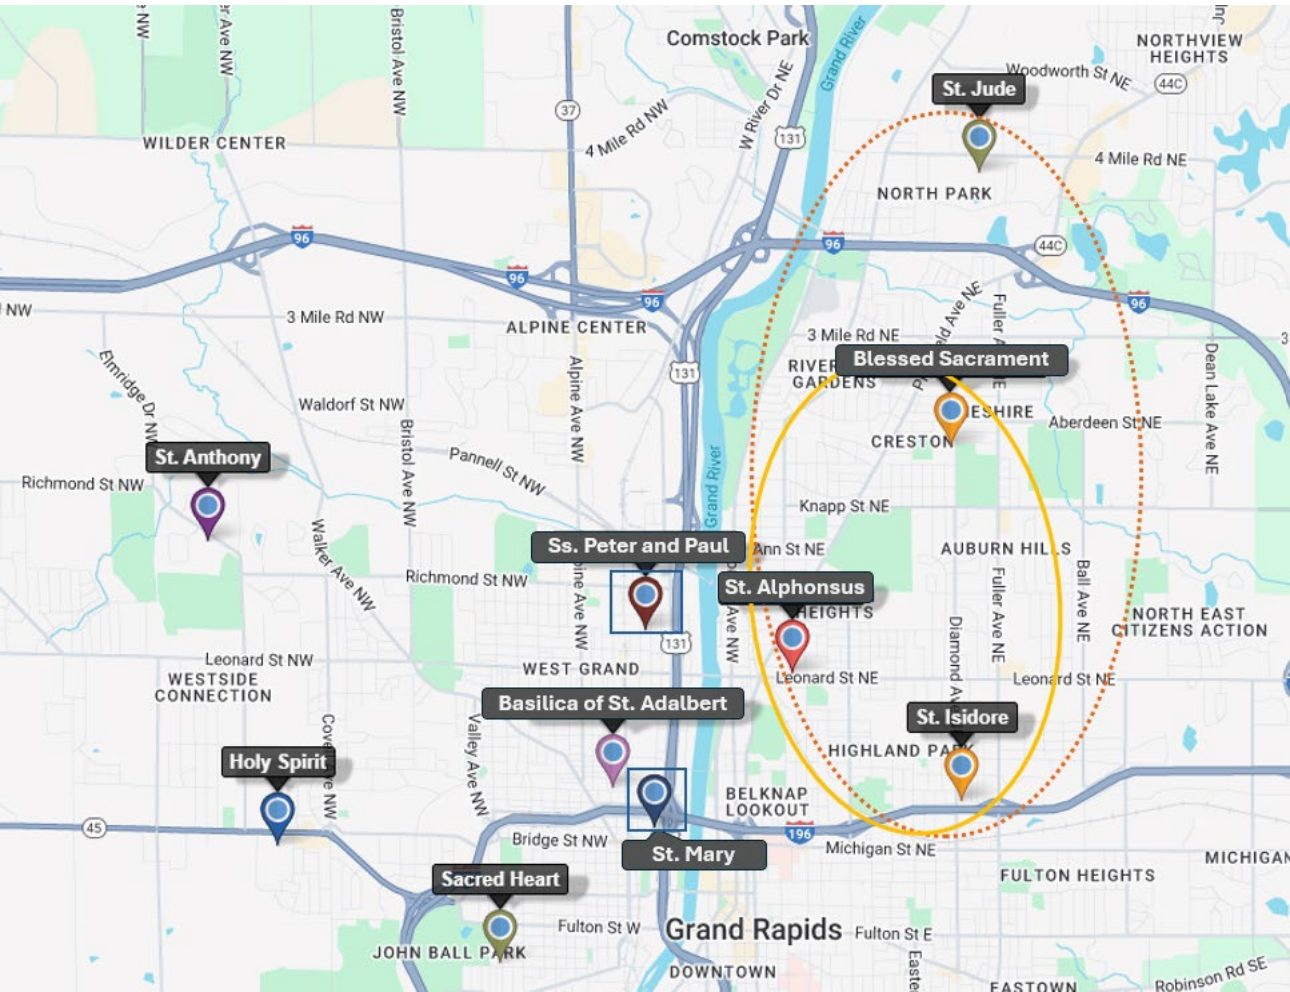 Comstock Park
NORTHVIEW
HEIGHTS
Bristol Ave NW
Grand River
Woodworth St NE
44C
St. Jude
37
131
W River Dr NE
4 Mile Rd NW
WILDER CENTER
4 Mile Rd NE
NORTH PARK
96
96
44C
96
96
96
NW
3 Mile Rd NW
ALPINE CENTER
3 Mile Rd NE
131
Blessed Sacrament
RIVER
GARDENS
Elmridge Dr NW
Alpine Ave NW
Dean Lake Ave NE
Waldorf St NW
Bristol Ave NW
CRESTON
Aberdeen St NE
St. Anthony
Pannell St NW
Grand River
Richmond St NW
Knapp St NE
Walker Ave NW
Ss. Peter and Paul
Ann St NE
AUBURN HILLS
Richmond St NW
St. Alphonsus
HEIGHTS
Fuller Ave NE
Ball Ave NE
NORTH EAST
CITIZENS ACTION
131
Leonard St NW
WEST GRAND
Leonard St NE
Leonard St NE
WESTSIDE
CONNECTION
Basilica of St. Adalbert
St. Isidore
Valley Ave NW
HIGHLAND PARK
Holy Spirit
BELKNAP
LOOKOUT
45
Bridge St NW
196
Michigan St NE
St. Mary
MICHIGAN
Sacred Heart
FULTON HEIGHTS
Fulton St W
Grand Rapids
Fulton St E
JOHN BALL PARK
DOWNTOWN
Robinson Rd SE
EASTOWN